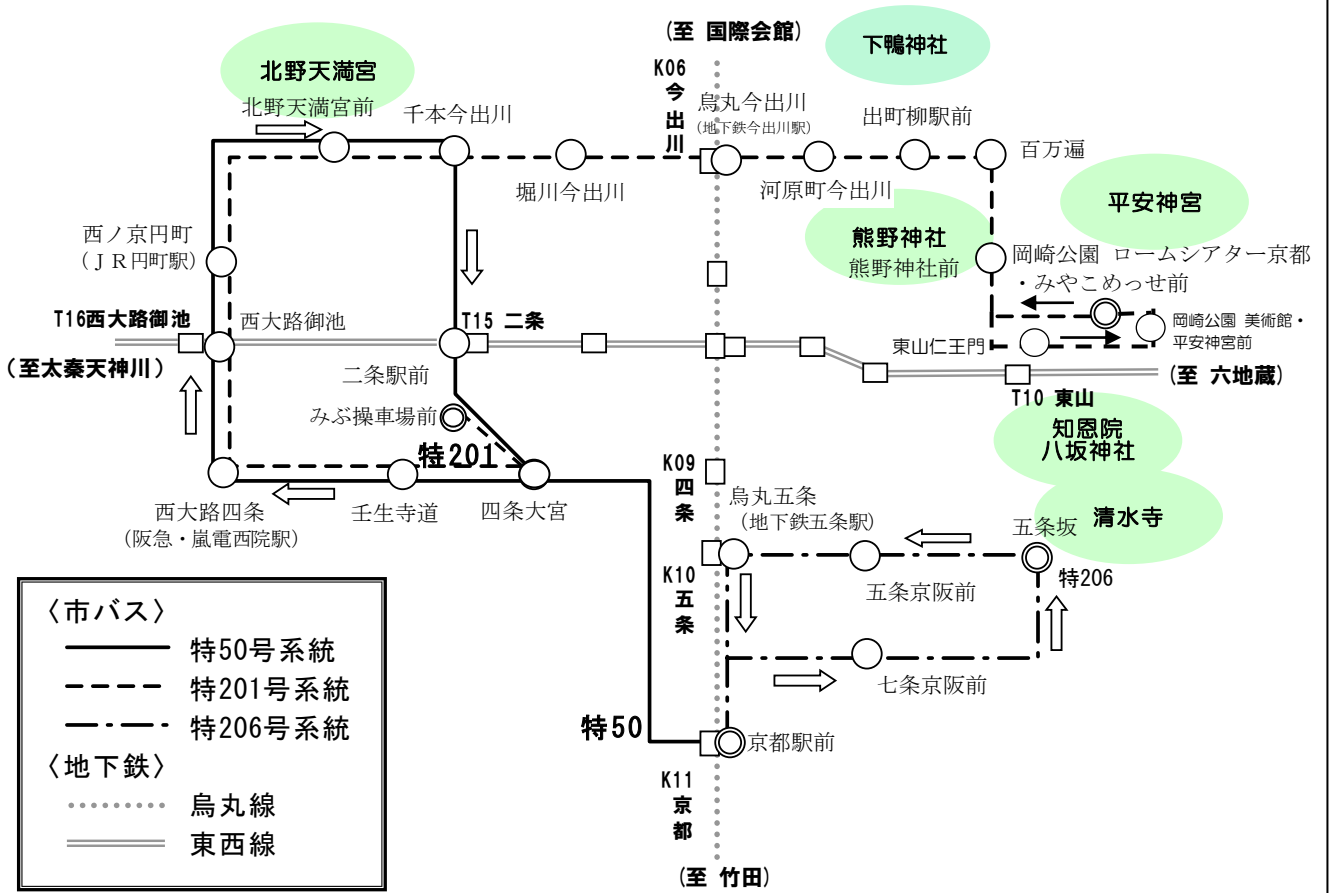 (至 国際会館)
下鴨神社
北野天満宮
北野天満宮前
千本今出川
K06
今
出
川
烏丸今出川
(地下鉄今出川駅)
出町柳駅前
百万遍
堀川今出川
河原町今出川
平安神宮
西ノ京円町
(ＪＲ円町駅)
熊野神社
熊野神社前
岡崎公園 ロームシアター京都
・みやこめっせ前
T16西大路御池
西大路御池
T15 二条
岡崎公園 美術館・
平安神宮前
東山仁王門
(至太秦天神川)
二条駅前
(至 六地蔵)
T10 東山
みぶ操車場前
特201
知恩院
八坂神社
K09
四
条
西大路四条
(阪急・嵐電西院駅)
壬生寺道
四条大宮
烏丸五条
(地下鉄五条駅)
清水寺
五条坂
K10
五
条
五条京阪前
特206
七条京阪前
特50
京都駅前
K11
京
都
(至 竹田)
〈市バス〉
特50号系統
特201号系統
特206号系統
〈地下鉄〉
烏丸線
東西線